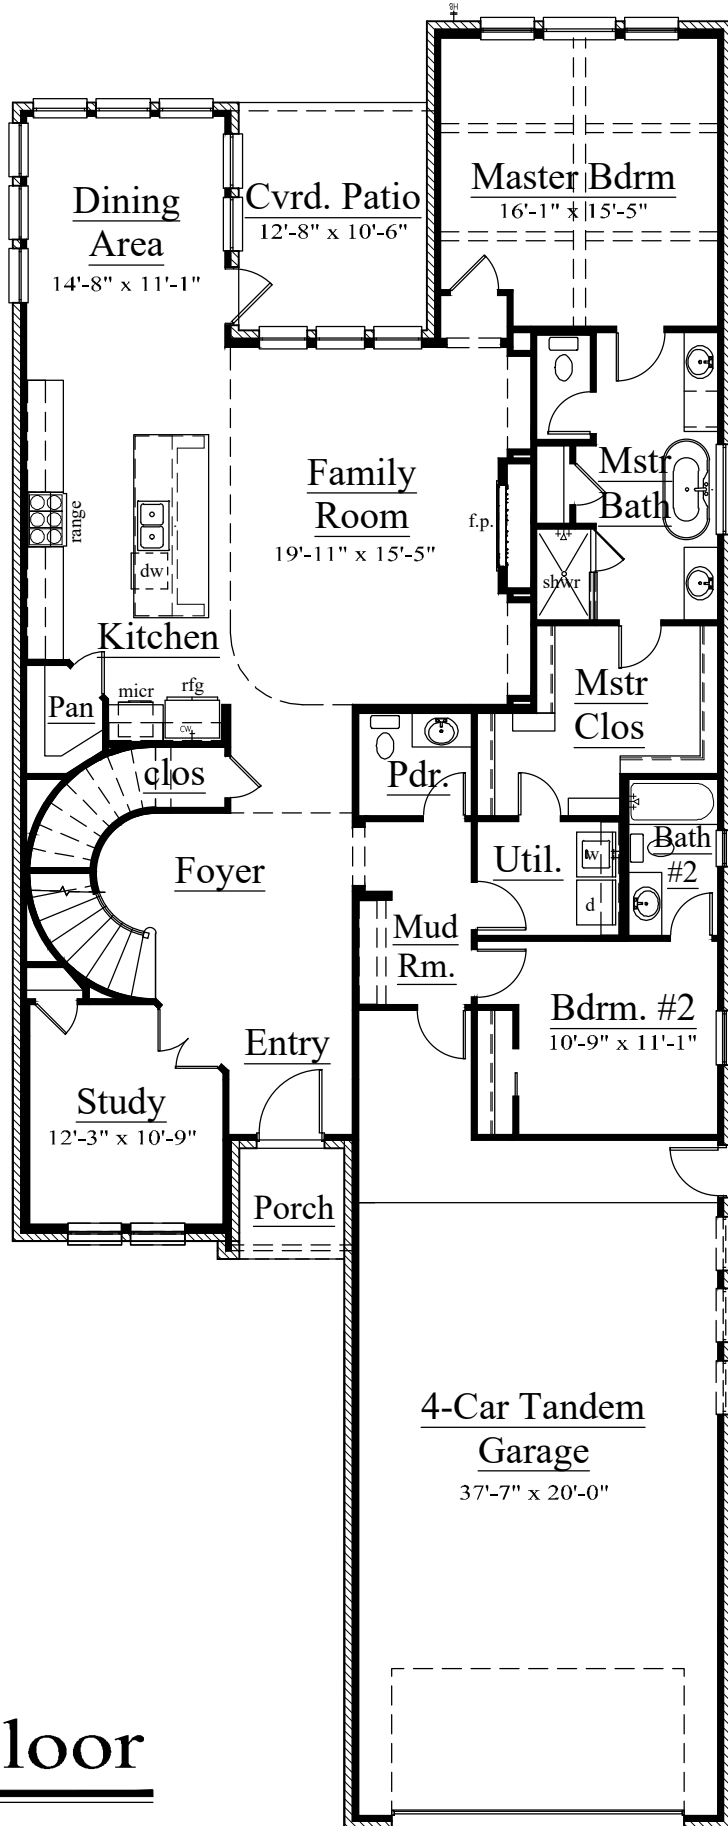 HB
Master Bdrm
16'-1" x 15'-5"
Dining
Area
14'-8" x 11'-1"
Cvrd. Patio
12'-8" x 10'-6"
Family
Room
19'-11" x 15'-5"
f.p.
Mstr
Bath
shwr
range
dw
Kitchen
Pan
micr
rfg
cw
clos
Mstr
Clos
Pdr.
Foyer
Util.
w
d
Bath
#2
Mud
Rm.
Bdrm. #2
10'-9" x 11'-1"
Entry
Study
12'-3" x 10'-9"
Porch
4-Car Tandem
Garage
37'-7" x 20'-0"
loor